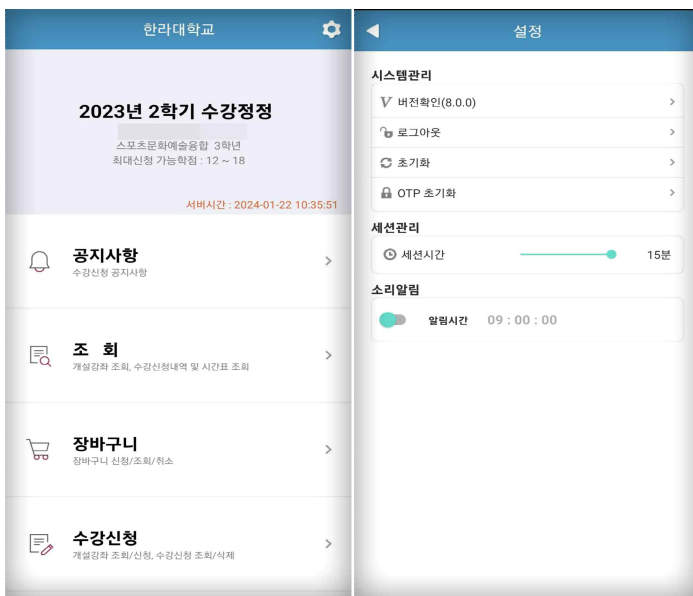 한라대학교
2023년 2학기 수강정정
스포츠문화예술융합 3학년
최대신청 가능학점 : 12 ~ 18
서버시간 : 2024-01-22 10:35:51
공지사항
수강신청 공지사항
조 회
개설강좌 조회, 수강신청내역 및 시간표 조회
장바구니
장바구니 신청/조회/취소
수강신청
개설강좌 조회/신청, 수강신청 조회/삭제
설정
시스템관리
V 버전확인(8.0.0)
로그아웃
초기화
OTP 초기화
세션관리
세션시간 15분
소리알림
알림시간 09 : 00 : 00